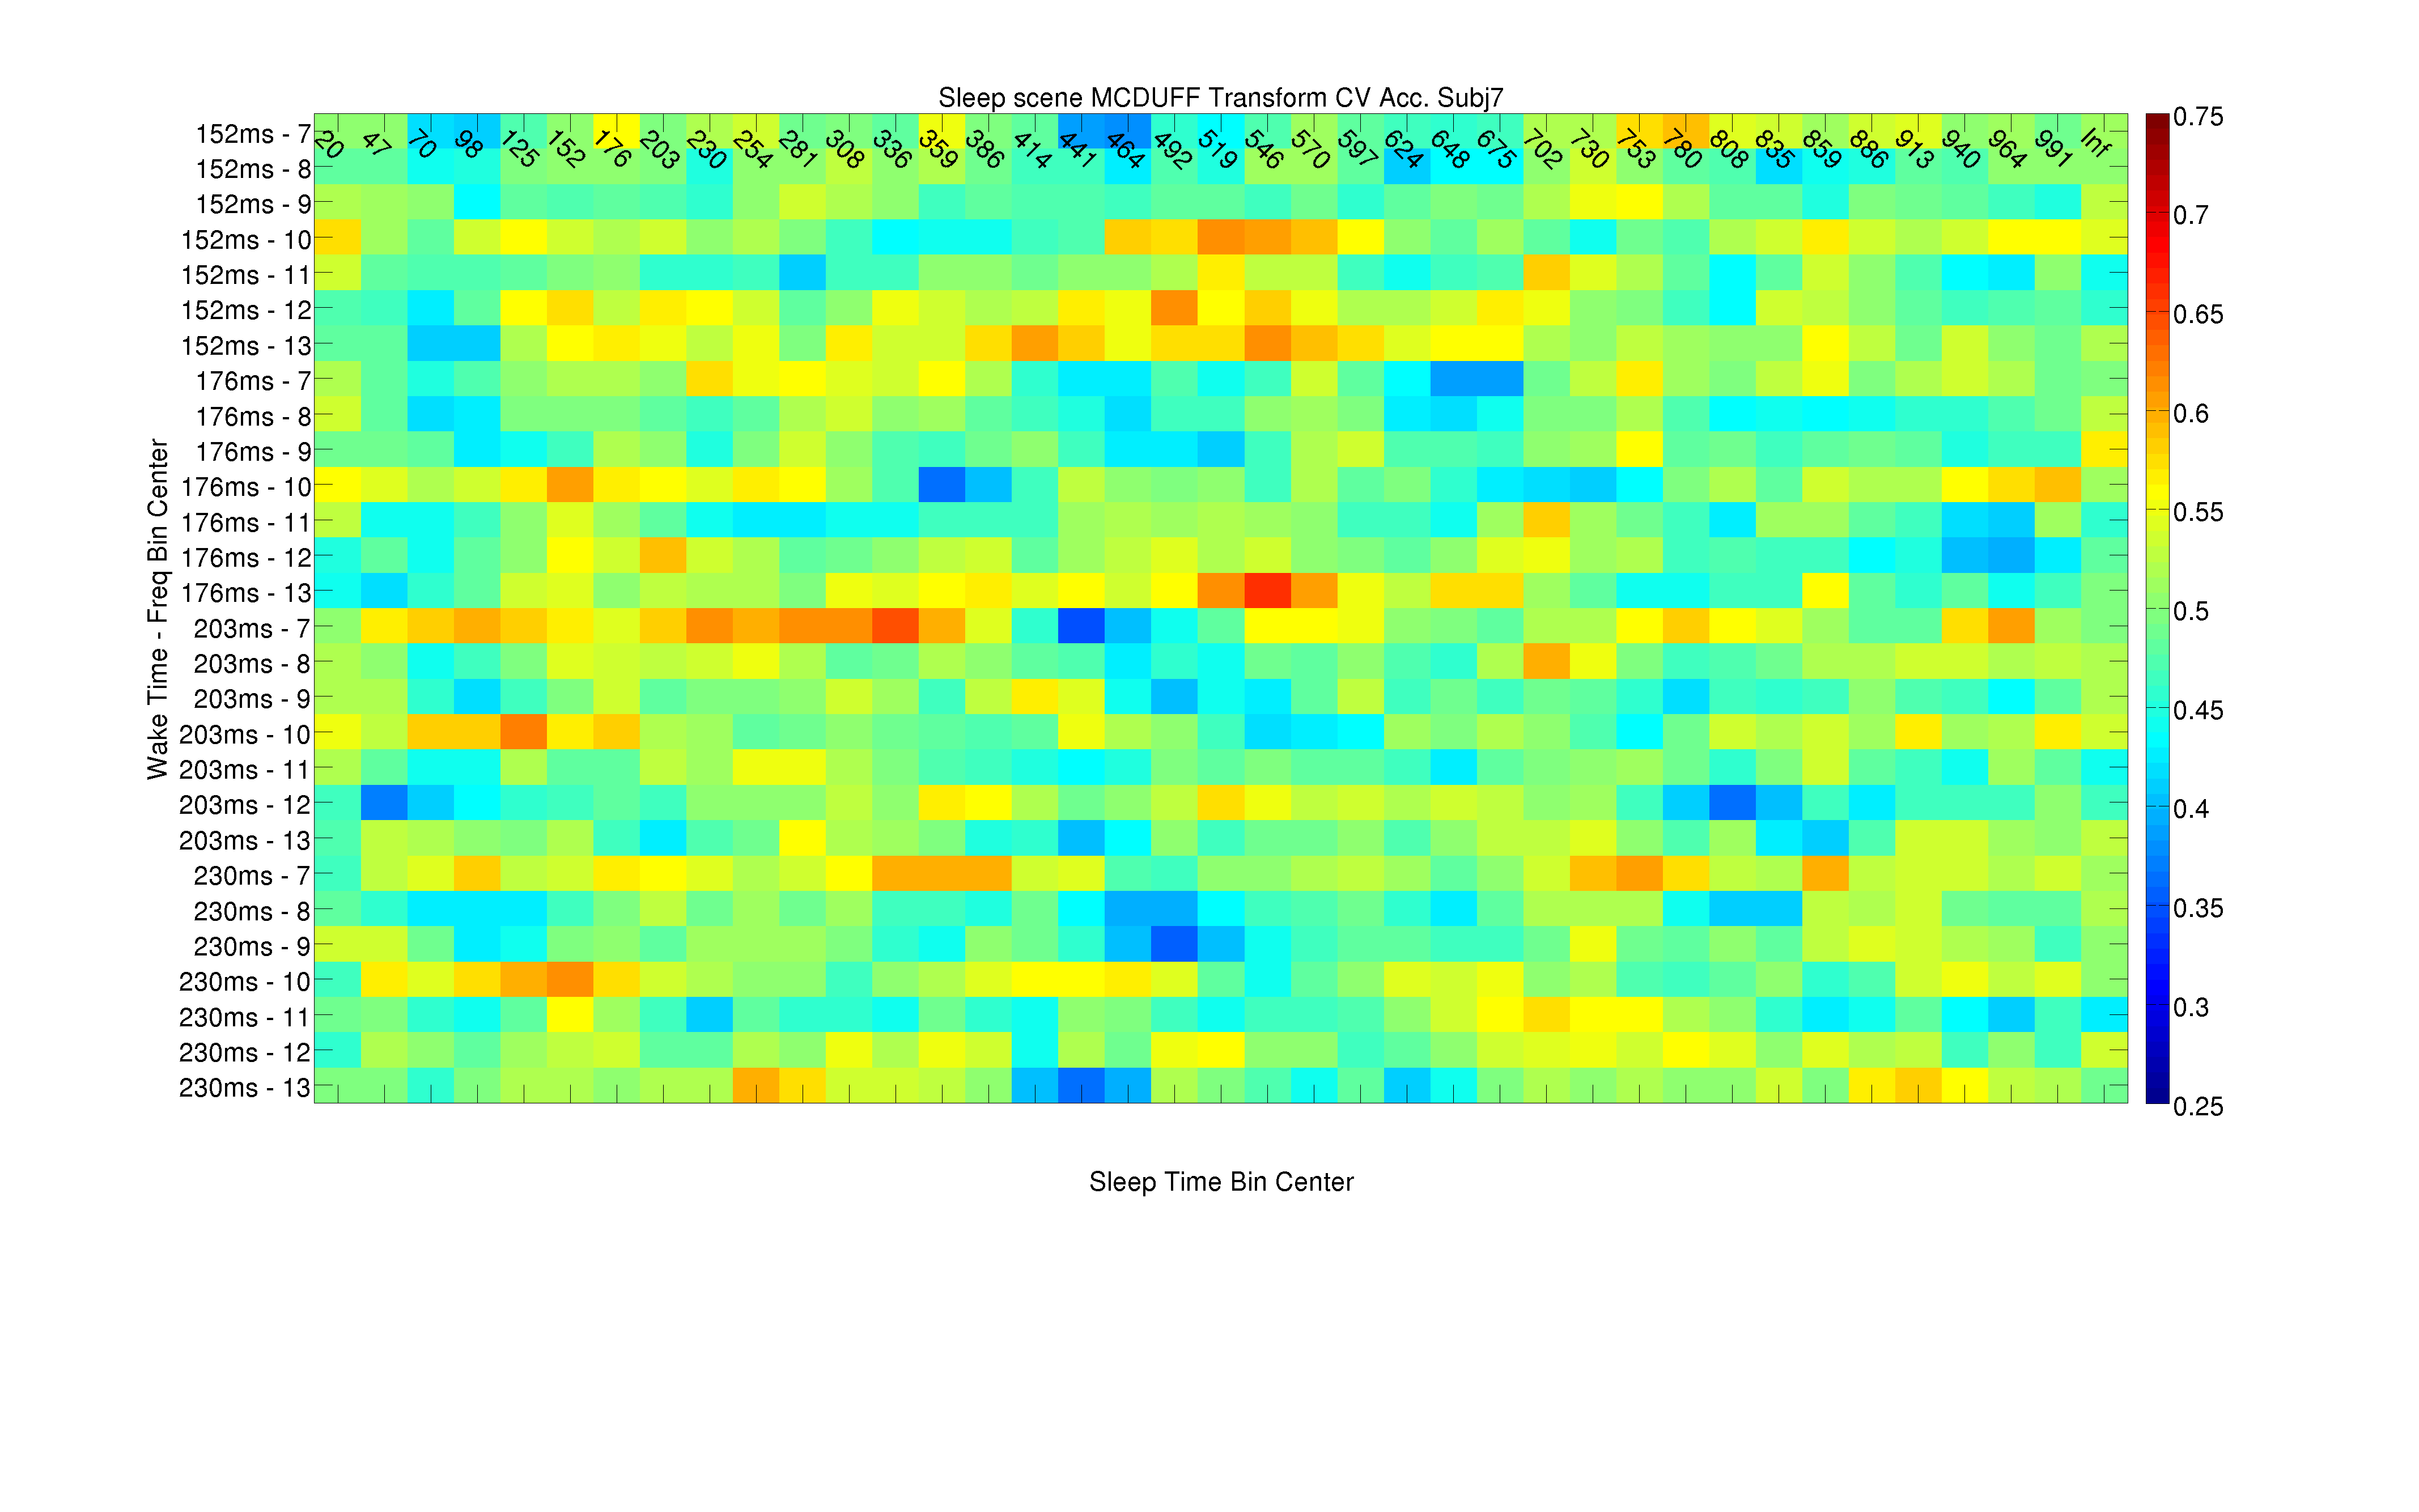 Sleep scene MCDUFF Transform CV Acc. Subj7
20 47 70 98 125 152 176 203 230 254 281 308 336 359 386 414 441 464 492 519 546 570 597 624 648 675 702 730 753 780 808 835 859 886 913 940 964 991 Inf
152ms - 7
152ms - 8
152ms - 9
152ms - 10
152ms - 11
152ms - 12
152ms - 13
176ms - 7
176ms - 8
176ms - 9
176ms - 10
176ms - 11
176ms - 12
176ms - 13
203ms - 7
203ms - 8
203ms - 9
203ms - 10
203ms - 11
203ms - 12
203ms - 13
230ms - 7
230ms - 8
230ms - 9
230ms - 10
230ms - 11
230ms - 12
230ms - 13
Wake Time - Freq Bin Center
Sleep Time Bin Center
0.75
0.7
0.65
0.6
0.55
0.5
0.45
0.4
0.35
0.3
0.25